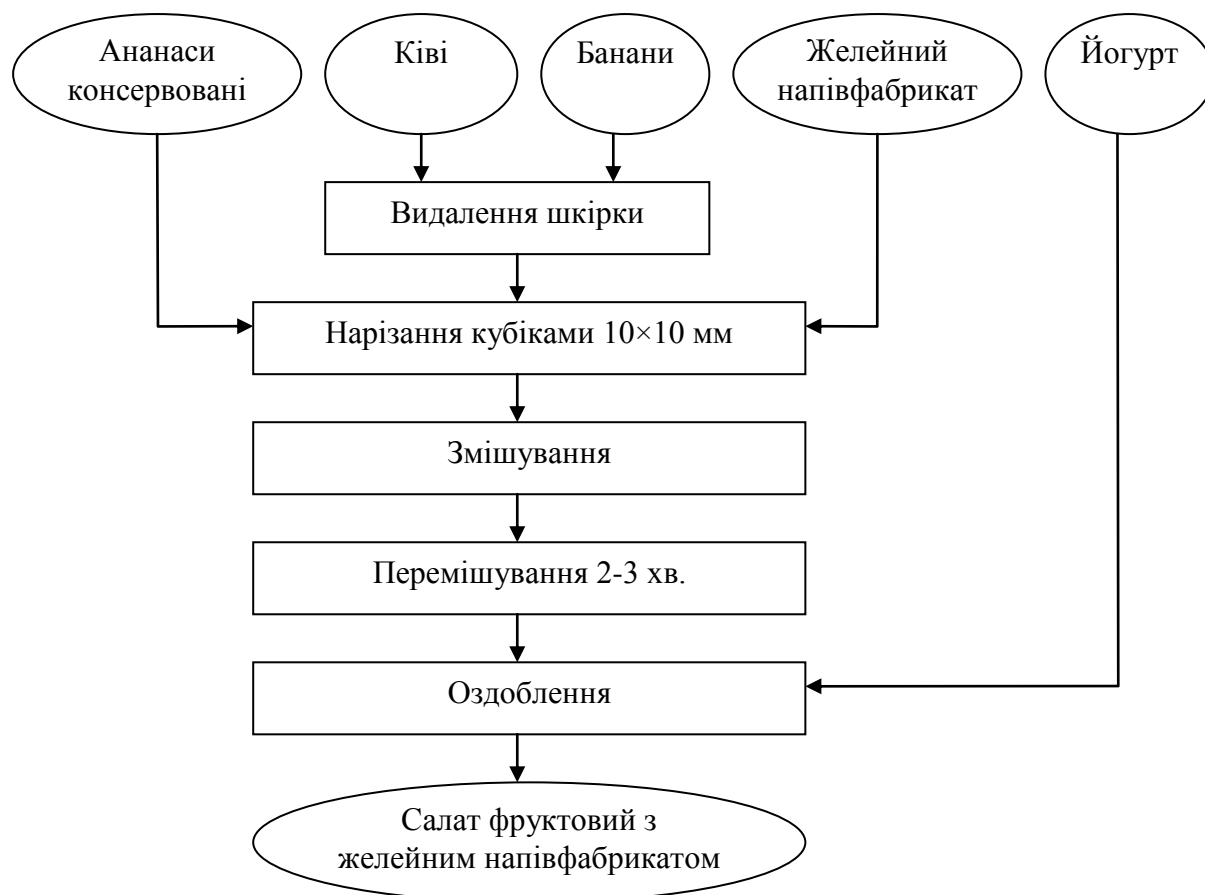 Ананаси
консервовані
Ківі
Банани
Желейний
напівфабрикат
Йогурт
Видалення шкірки
Нарізання кубіками 10×10 мм
Змішування
Перемішування 2-3 хв.
Оздоблення
Салат фруктовий з
желейним напівфабрикатом